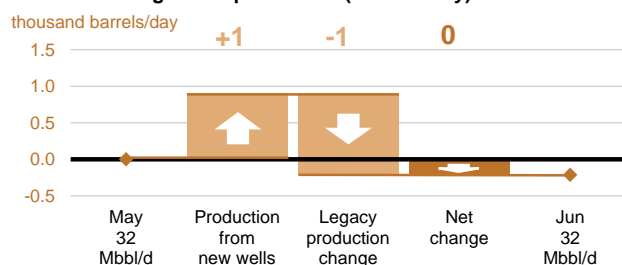 thousand barrels/day
+1 -1 0
1.5
1.0
0.5
0.0
-0.5
May Production Legacy Net Jun
32 from production change 32
Mbbl/d new wells change Mbbl/d